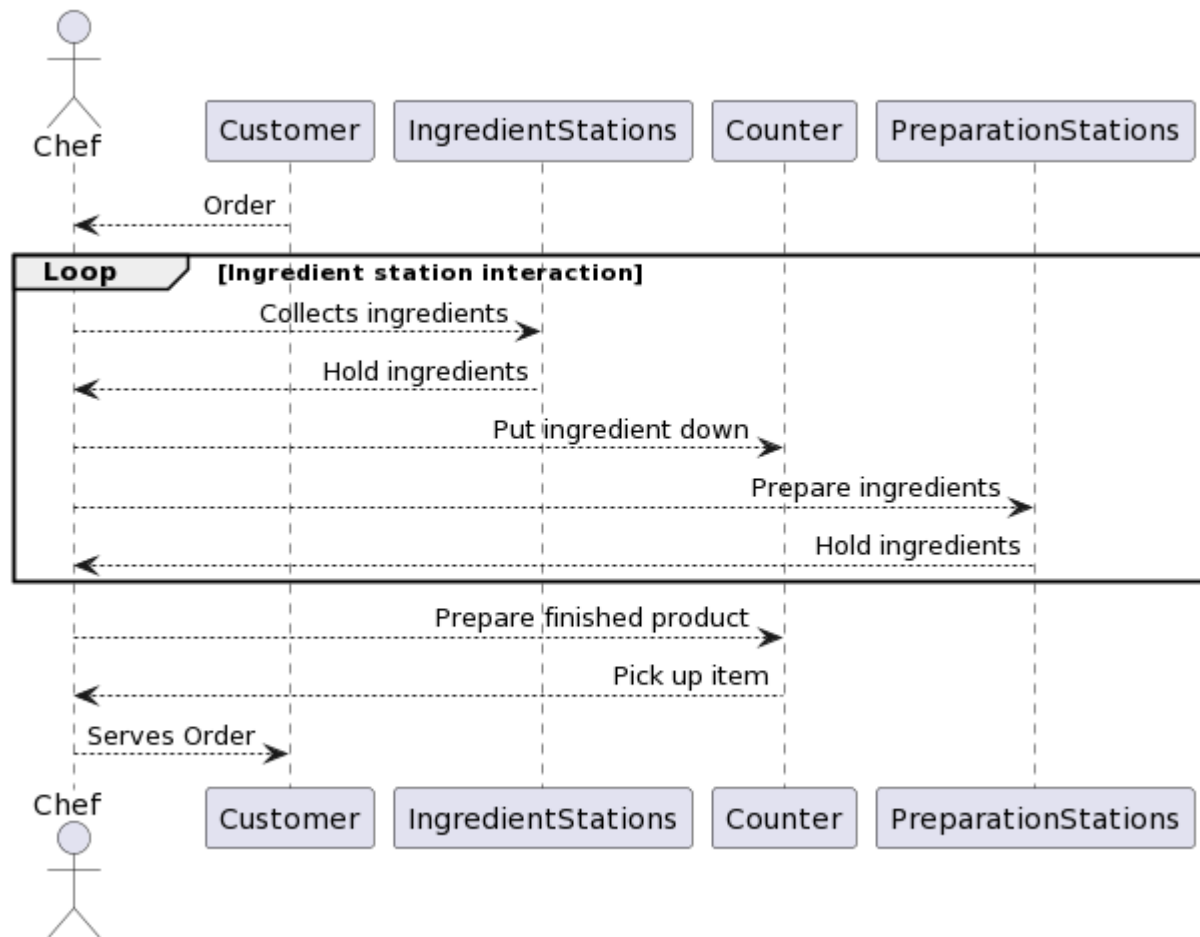 Chef
Customer
IngredientStations
Counter
PreparationStations
Order
Loop
[Ingredient station interaction]
Collects ingredients
Hold ingredients
Put ingredient down
Prepare ingredients
Hold ingredients
Prepare finished product
Pick up item
Serves Order
Chef
Customer
IngredientStations
Counter
PreparationStations